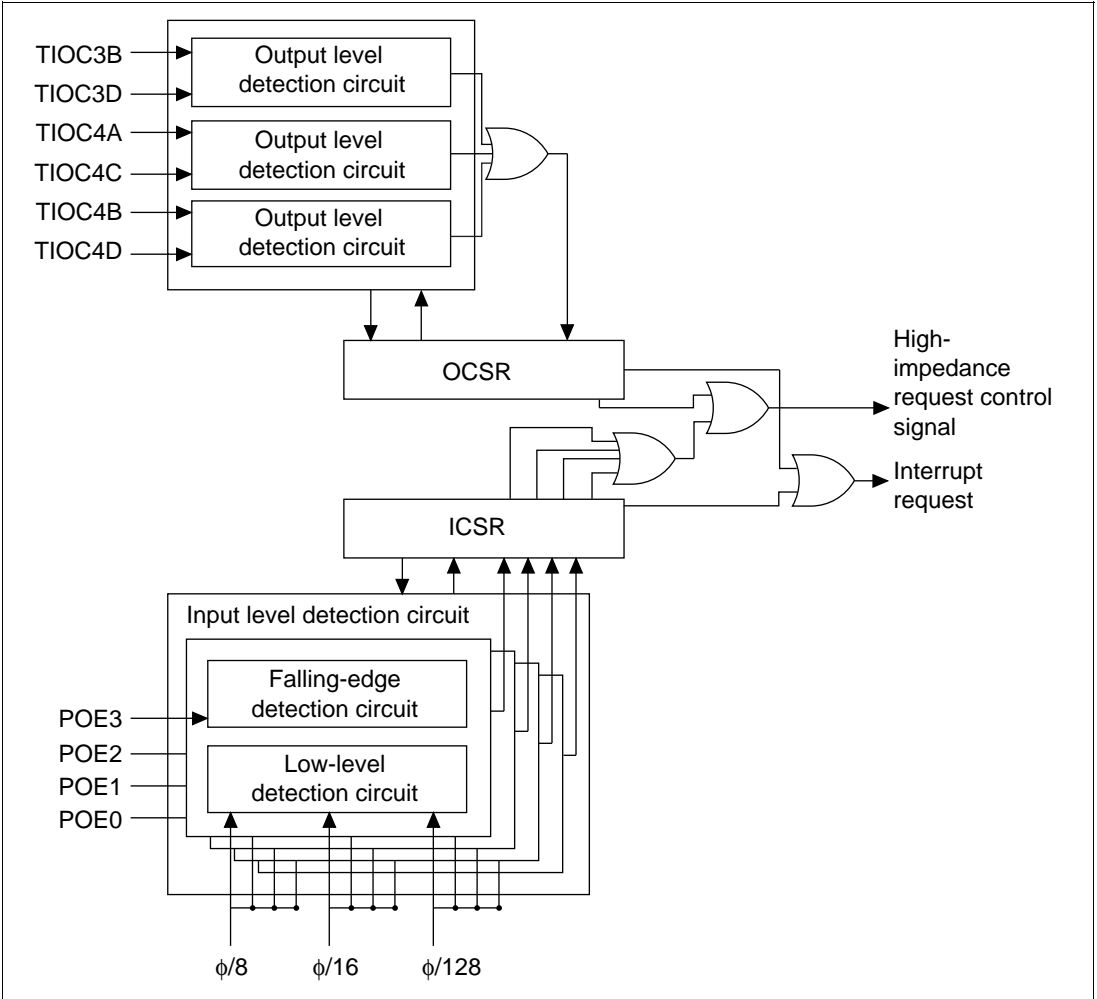 TIOC3B
TIOC3D
TIOC4A
TIOC4C
TIOC4B
TIOC4D
Output level
detection circuit
Output level
detection circuit
Output level
detection circuit
OCSR
High-
impedance
request control
signal
Interrupt
request
ICSR
Input level detection circuit
Falling-edge
detection circuit
Low-level
detection circuit
POE3
POE2
POE1
POE0
ϕ/8
ϕ/16
ϕ/128